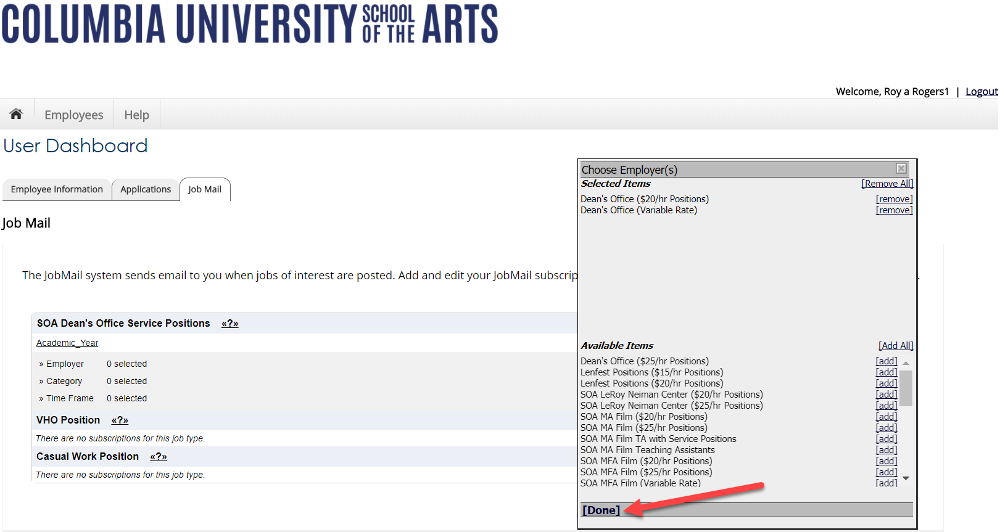 COLUMBIA UNIVERSITY SCHOOL OF THE ARTS
Welcome, Roy a Rogers1 | Logout
Employees Help
User Dashboard
Employee Information Applications Job Mail
Job Mail
The JobMail system sends email to you when jobs of interest are posted. Add and edit your JobMail subscrip
.
SOA Dean's Office Service Positions «?»
Academic_Year
» Employer 0 selected
» Category 0 selected
» Time Frame 0 selected
VHO Position «?»
There are no subscriptions for this job type.
Casual Work Position «?»
There are no subscriptions for this job type.
Choose Employer(s)
Selected Items [Remove All]
Dean's Office ($20/hr Positions) [remove]
Dean's Office (Variable Rate) [remove]
Available Items [Add All]
Dean's Office ($25/hr Positions) [add]
Lenfest Positions ($15/hr Positions) [add]
Lenfest Positions ($20/hr Positions) [add]
SOA LeRoy Neiman Center ($20/hr Positions) [add]
SOA LeRoy Neiman Center ($25/hr Positions) [add]
SOA MA Film ($20/hr Positions) [add]
SOA MA Film ($25/hr Positions) [add]
SOA MA Film TA with Service Positions [add]
SOA MA Film Teaching Assistants [add]
SOA MFA Film ($20/hr Positions) [add]
SOA MFA Film ($25/hr Positions) [add]
SOA MFA Film (Variable Rate) [add]
[Done]